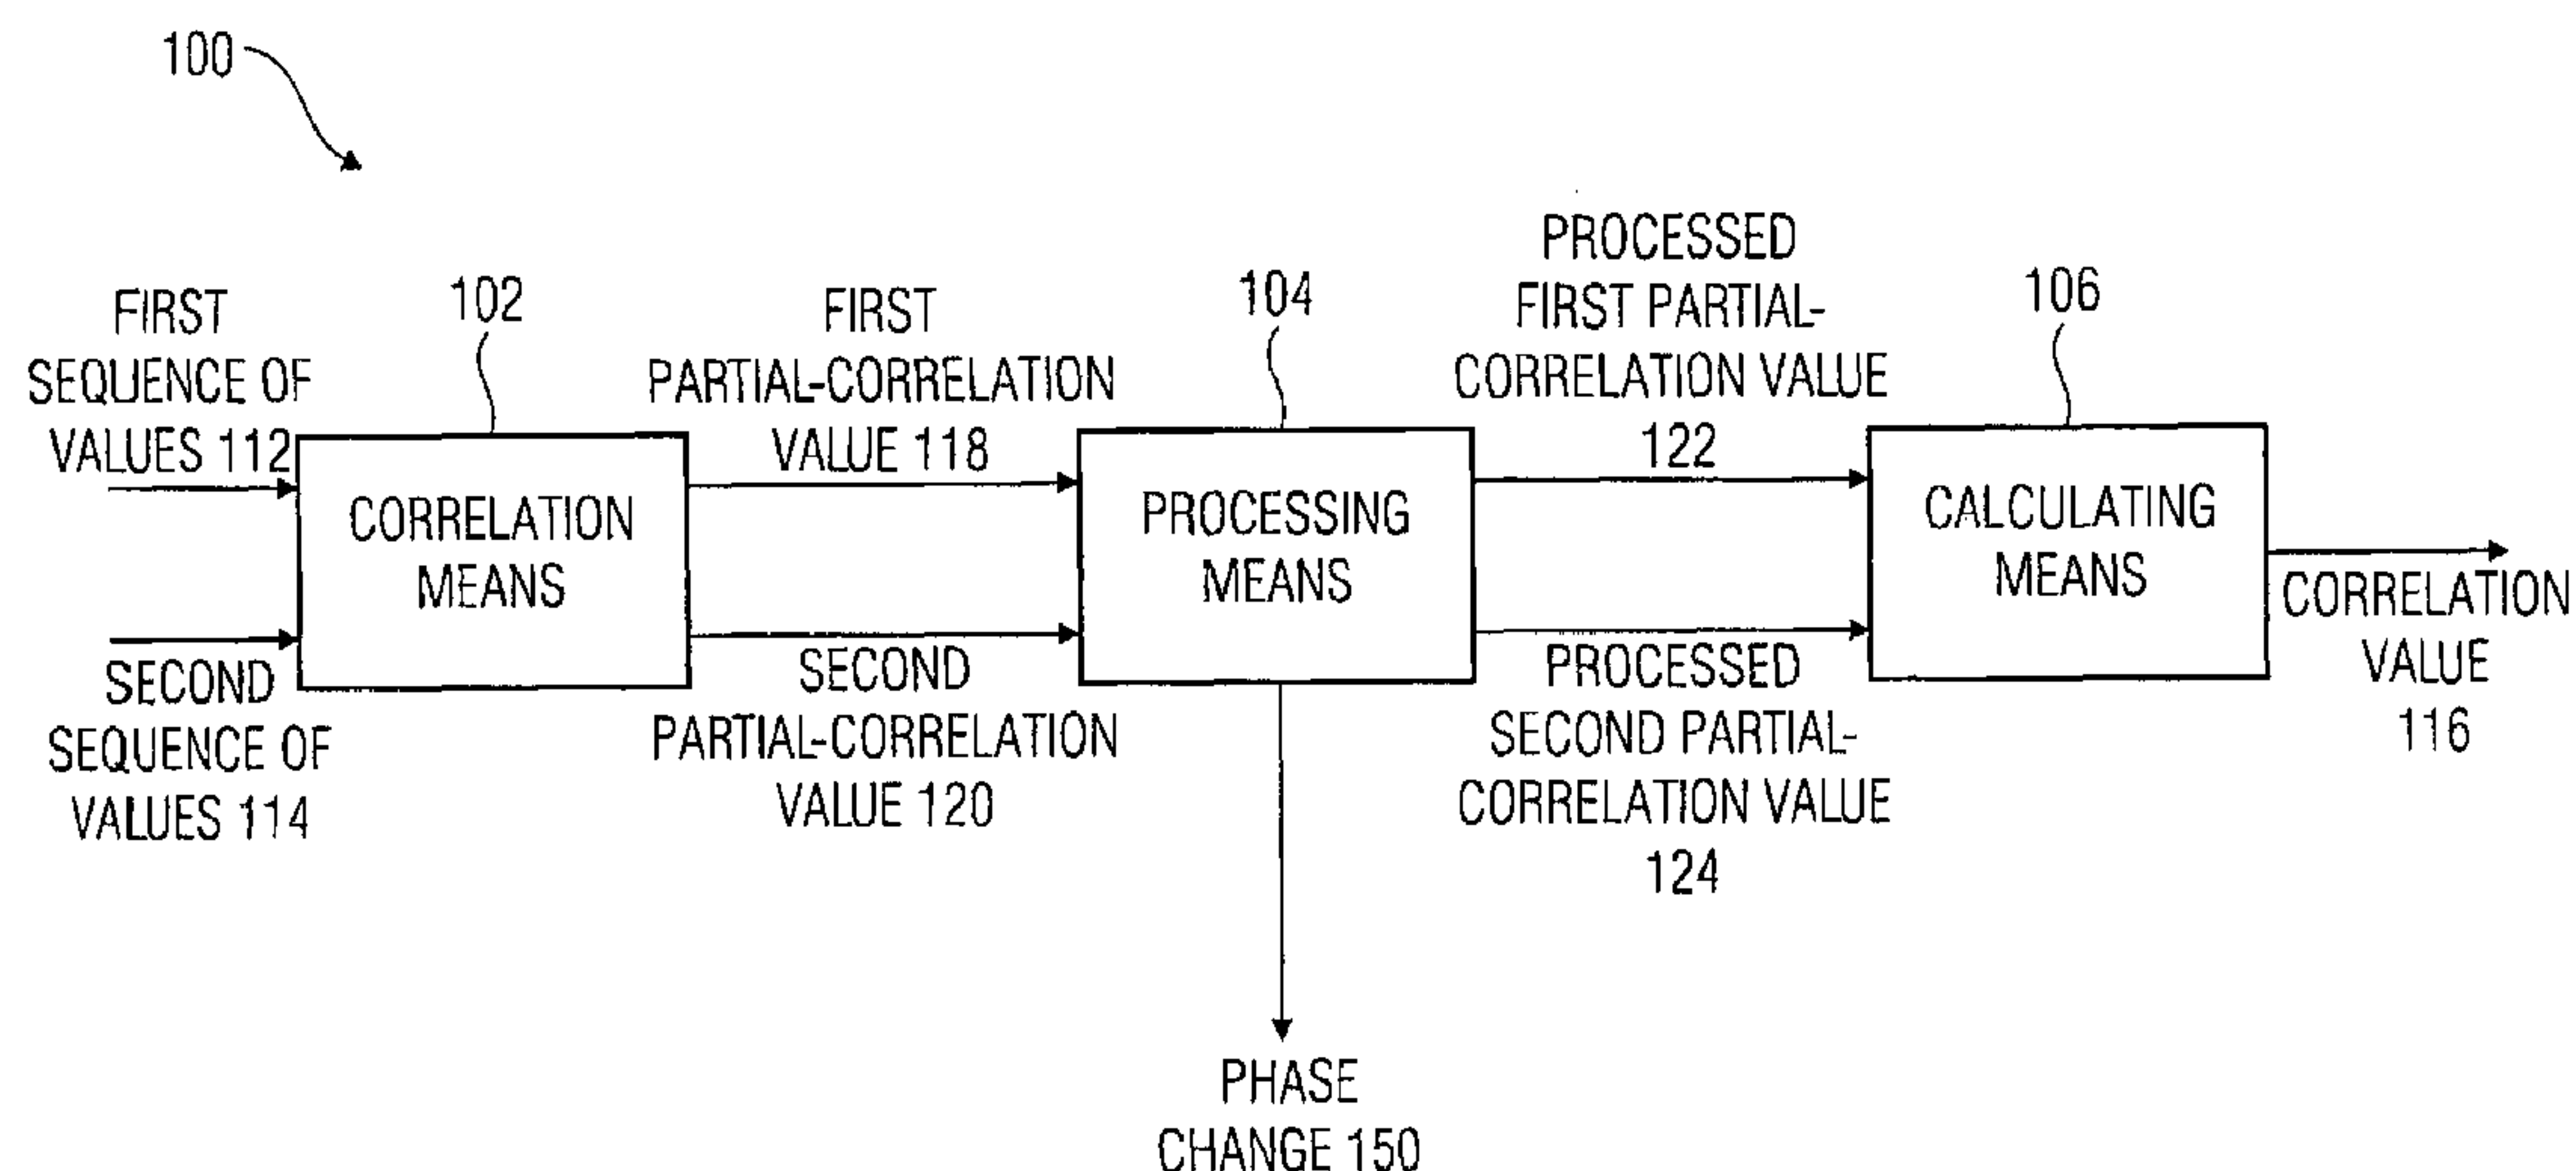 100
FIRST
SEQUENCE OF
VALUES 112
102
CORRELATION
MEANS
SECOND
SEQUENCE OF
VALUES 114
FIRST
PARTIAL-CORRELATION
VALUE 118
SECOND
PARTIAL-CORRELATION
VALUE 120
104
PROCESSING
MEANS
PHASE
CHANGE 150
PROCESSED
FIRST PARTIAL-
CORRELATION VALUE
122
PROCESSED
SECOND PARTIAL-
CORRELATION VALUE
124
106
CALCULATING
MEANS
CORRELATION
VALUE
116